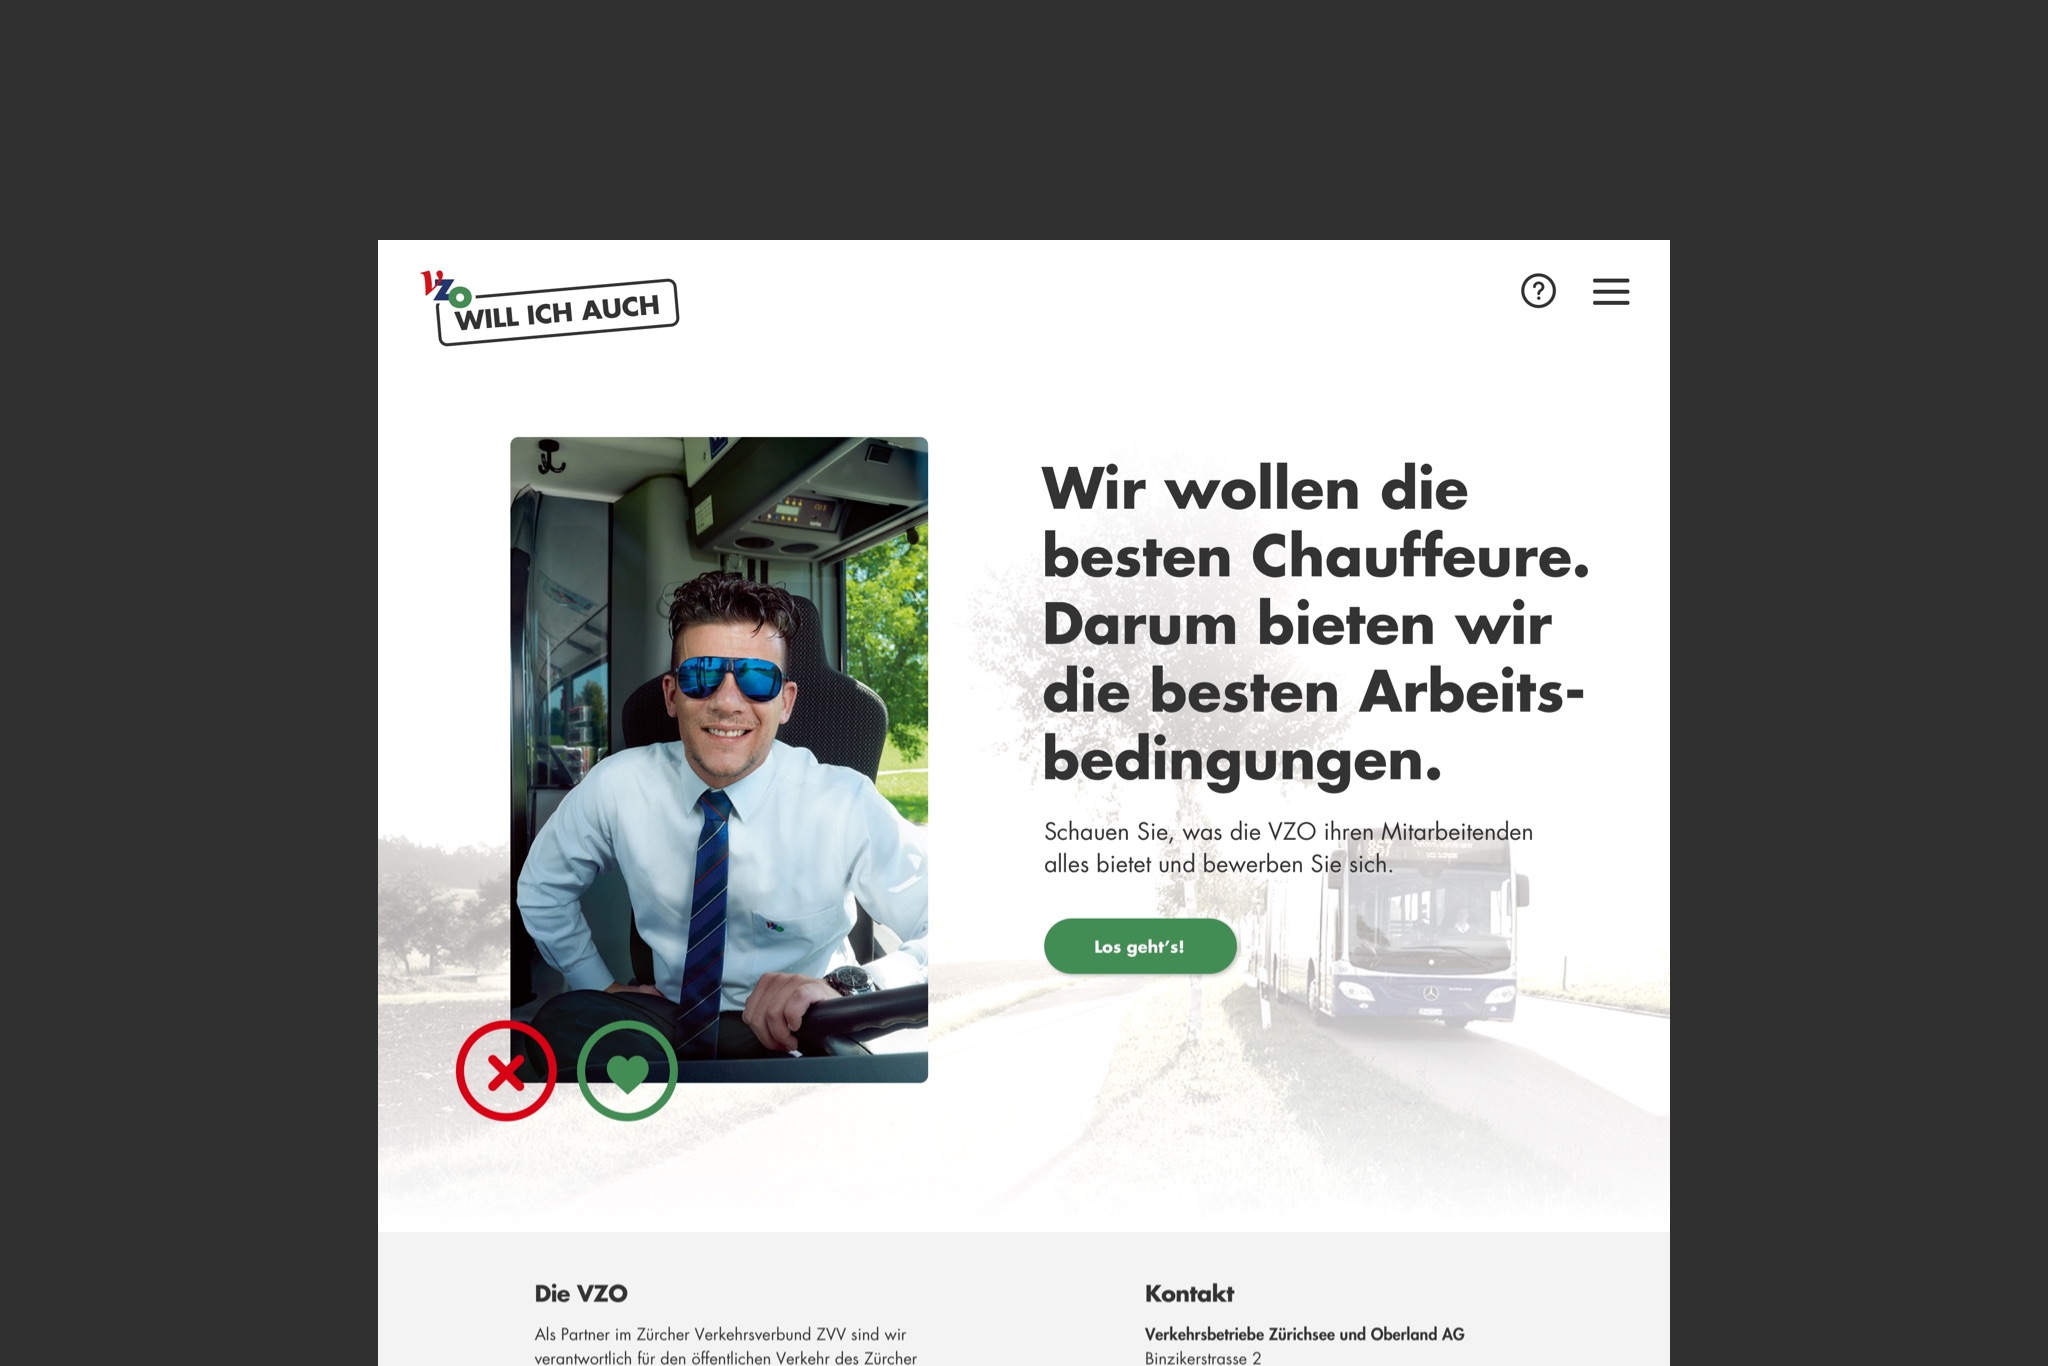 VZO
WILL ICH AUCH
Wir wollen die
besten Chauffeure.
Darum bieten wir
die besten Arbeits-
bedingungen.
Schauen Sie, was die VZO ihren Mitarbeitenden
alles bietet und bewerben Sie sich.
Los geht's!
Die VZO
Als Partner im Zürcher Verkehrsverbund ZVV sind wir
verantwortlich für den öffentlichen Verkehr des Zürcher
Kontakt
Verkehrsbetriebe Zürichsee und Oberland AG
Binzikerstrasse 2